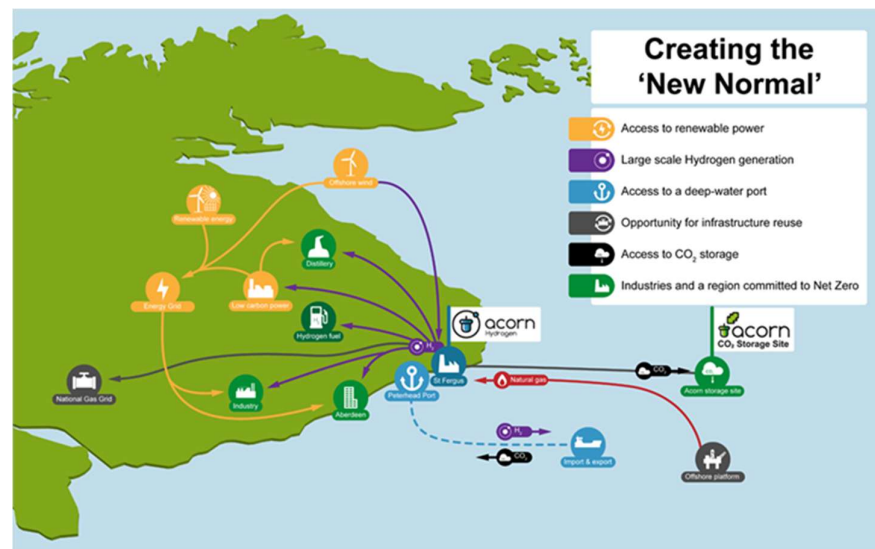 Creating the
‘New Normal’
Access to renewable power
Large scale Hydrogen generation
Access to a deep-water port
Opportunity for infrastructure reuse
Access to CO₂ storage
Industries and a region committed to Net Zero
Offshore wind
Renewable energy
Distillery
Energy Grid
Low carbon power
Hydrogen fuel
acorn
Hydrogen
acorn
CO₂ Storage Site
H₂
St Fergus
CO₂
Acorn storage site
National Gas Grid
Industry
Aberdeen
Peterhead Port
Natural gas
H₂
CO₂
Import & export
Offshore platform